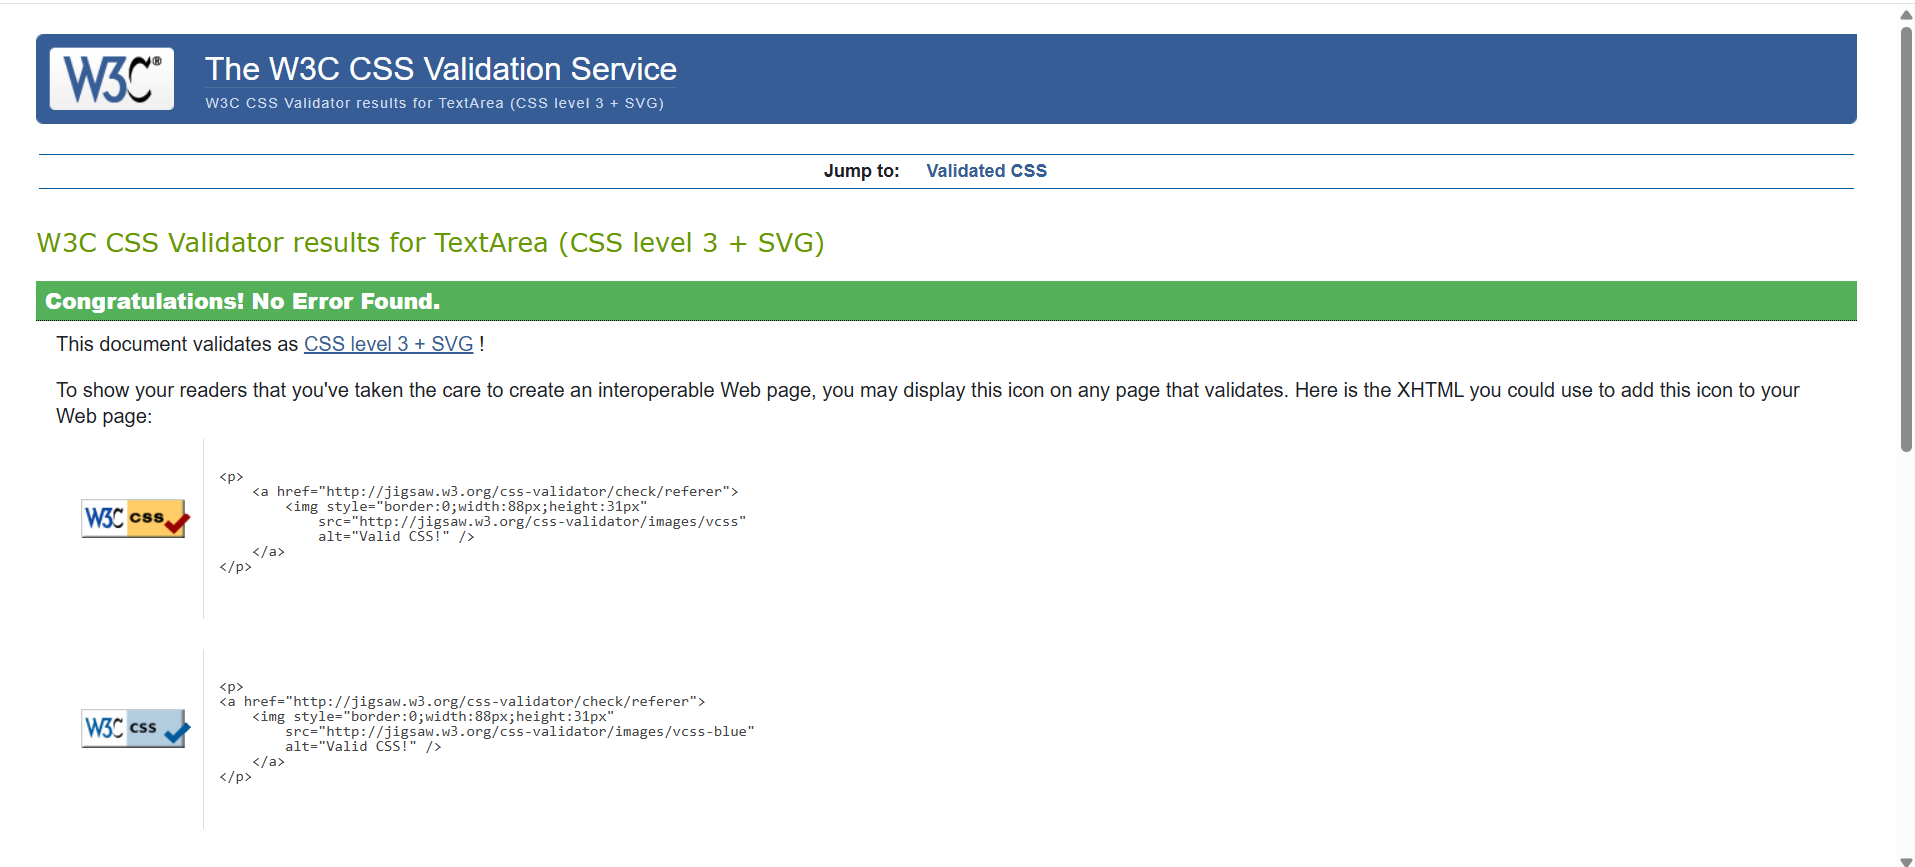 W3C®
The W3C CSS Validation Service
W3C CSS Validator results for TextArea (CSS level 3 + SVG)
Jump to: Validated CSS
W3C CSS Validator results for TextArea (CSS level 3 + SVG)
Congratulations! No Error Found.
This document validates as CSS level 3 + SVG !
To show your readers that you've taken the care to create an interoperable Web page, you may display this icon on any page that validates. Here is the XHTML you could use to add this icon to your
Web page:
W3C css
<p>
    <a href="http://jigsaw.w3.org/css-validator/check/referer">
        <img style="border:0;width:88px;height:31px"
            src="http://jigsaw.w3.org/css-validator/images/vcss"
            alt="Valid CSS!" />
    </a>
</p>
W3C css
<p>
<a href="http://jigsaw.w3.org/css-validator/check/referer">
    <img style="border:0;width:88px;height:31px"
        src="http://jigsaw.w3.org/css-validator/images/vcss-blue"
        alt="Valid CSS!" />
    </a>
</p>